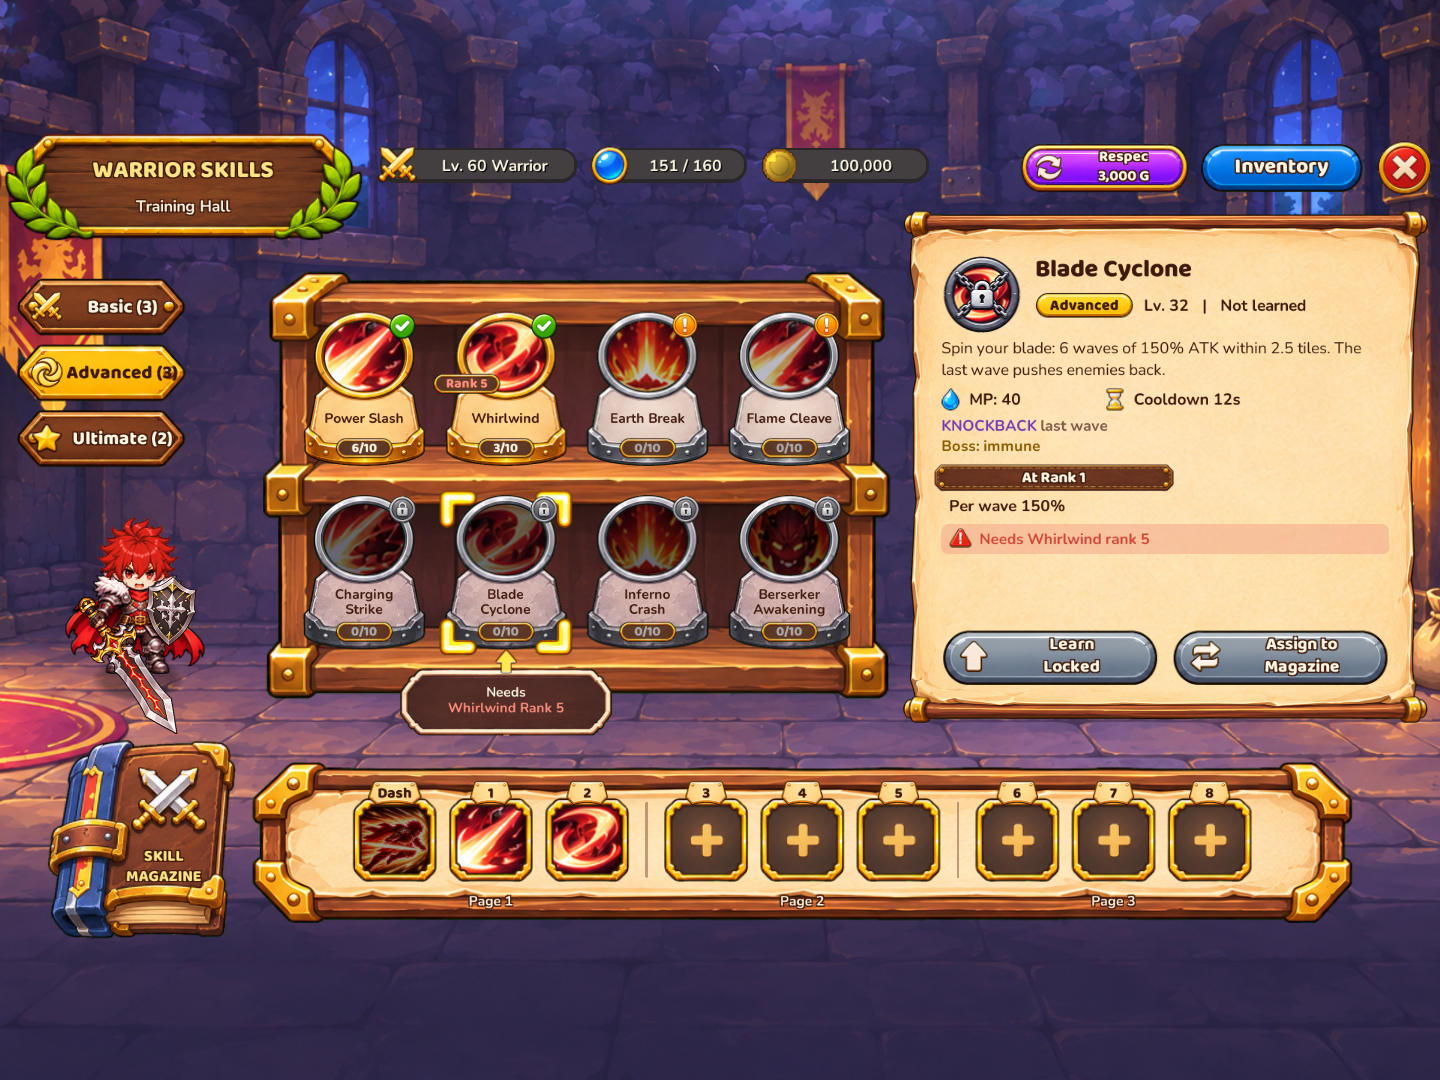 WARRIOR SKILLS
Training Hall
Lv. 60 Warrior
151 / 160
100,000
Respec
3,000 G
Inventory
Basic (3)
Advanced (3)
Ultimate (2)
Power Slash
6/10
Rank 5
Whirlwind
3/10
Earth Break
0/10
Flame Cleave
0/10
Charging
Strike
0/10
Blade
Cyclone
0/10
Inferno
Crash
0/10
Berserker
Awakening
0/10
Needs
Whirlwind Rank 5
Blade Cyclone
Advanced Lv. 32 | Not learned
Spin your blade: 6 waves of 150% ATK within 2.5 tiles. The
last wave pushes enemies back.
MP: 40 Cooldown 12s
KNOCKBACK last wave
Boss: immune
At Rank 1
Per wave 150%
Needs Whirlwind rank 5
Learn
Locked
Assign to
Magazine
SKILL
MAGAZINE
Dash 1 2 3 4 5 6 7 8
Page 1 Page 2 Page 3